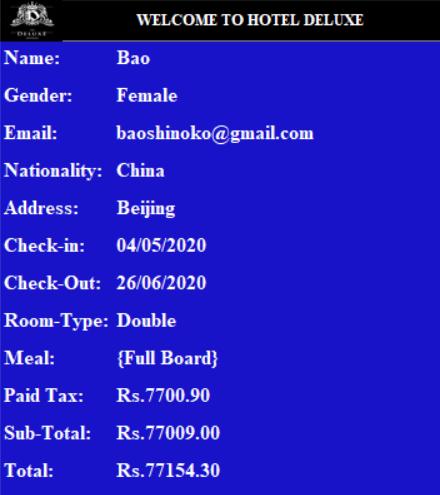 DELUXE
WELCOME TO HOTEL DELUXE
Name: Bao
Gender: Female
Email: baoshinoko@gmail.com
Nationality: China
Address: Beijing
Check-in: 04/05/2020
Check-Out: 26/06/2020
Room-Type: Double
Meal: {Full Board}
Paid Tax: Rs.7700.90
Sub-Total: Rs.77009.00
Total: Rs.77154.30